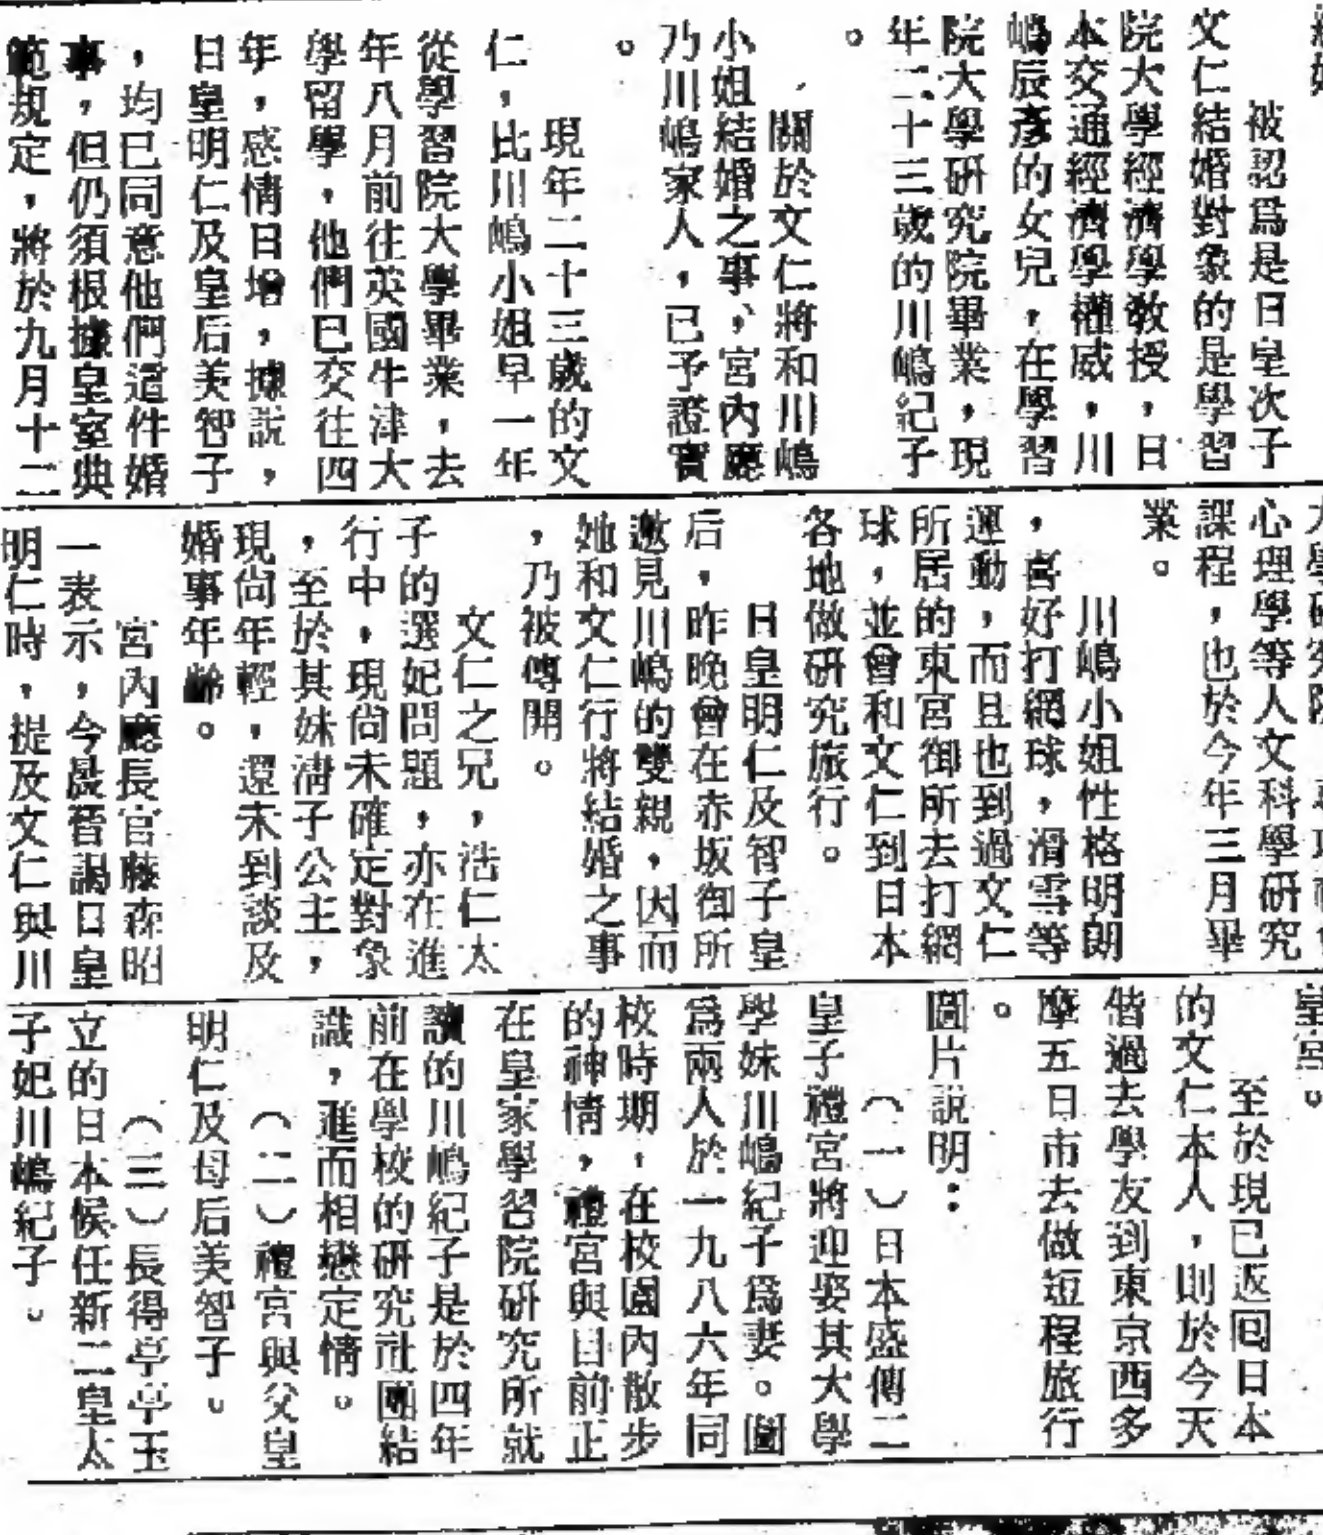 被認為是日皇次子
文仁結婚對象的是學習
院大學經濟學教授，日
本交通經濟學權威，川
嶋辰彥的女兒，在學習
院大學研究院畢業，現
年二十三歲的川嶋紀子
。
關於文仁將和川嶋
小姐結婚之事、宮內廳
乃川嶋家人，已予證實
。
現年二十三歲的文
仁，比川嶋小姐早一年
從學習院大學畢業，去
年八月前往英國牛津大
學留學，他們已交往四
年，感情日增，據說，
日皇明仁及皇后美智子
，均已同意他們這件婚
事，但仍須根據皇室典
範規定，將於九月十二
心理學等人文科學研究
課程，也於今年三月畢
業。
川嶋小姐性格明朗
，喜好打網球，滑雪等
運動，而且也到過文仁
所居的東宮御所去打網
球，並曾和文仁到日本
各地做研究旅行。
日皇明仁及智子皇
后，昨晚曾在赤坂御所
邀見川嶋的雙親，因而
她和文仁行將結婚之事
，乃被傳開。
文仁之兄，浩仁太
子的選妃問題，亦在進
行中，現尚未確定對象
，至於其妹清子公主，
現尚年輕，還未到談及
婚事年齡。
宮內廳長官藤森昭
一表示，今晨晉謁日皇
明仁時，提及文仁與川
皇宮。
至於現已返回日本
的文仁本人，則於今天
偕過去學友到東京西多
摩五日市去做短程旅行
。
圖片說明：
（一）日本盛傳二
皇子禮宮將迎娶其大學
學妹川嶋紀子為妻。圖
為兩人於一九八六年同
校時期，在校園內散步
的神情，禮宮與目前正
在皇家學習院研究所就
讀的川嶋紀子是於四年
前在學校的研究社團結
識，進而相戀定情。
（二）禮宮與父皇
明仁及母后美智子。
（三）長得亭亭玉
立的日本候任新二皇太
子妃川嶋紀子。